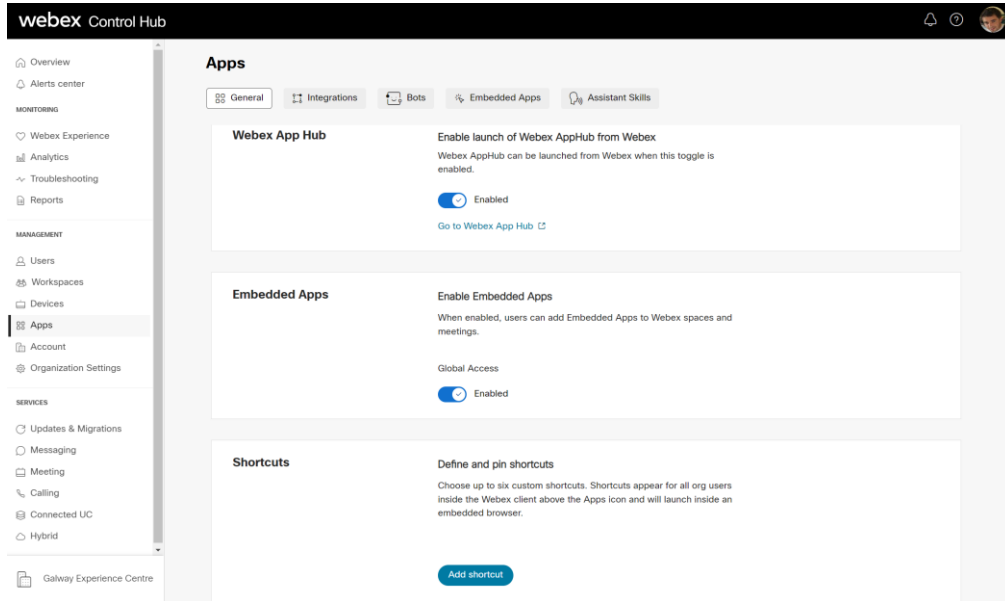 webex Control Hub
Overview
Alerts center
MONITORING
Webex Experience
Analytics
Troubleshooting
Reports
MANAGEMENT
Users
Workspaces
Devices
Apps
Account
Organization Settings
SERVICES
Updates & Migrations
Messaging
Meeting
Calling
Connected UC
Hybrid
Galway Experience Centre
Apps
General Integrations Bots Embedded Apps Assistant Skills
Webex App Hub
Enable launch of Webex AppHub from Webex
Webex AppHub can be launched from Webex when this toggle is
enabled.
Enabled
Go to Webex App Hub
Embedded Apps
Enable Embedded Apps
When enabled, users can add Embedded Apps to Webex spaces and
meetings.
Global Access
Enabled
Shortcuts
Define and pin shortcuts
Choose up to six custom shortcuts. Shortcuts appear for all org users
inside the Webex client above the Apps icon and will launch inside an
embedded browser.
Add shortcut